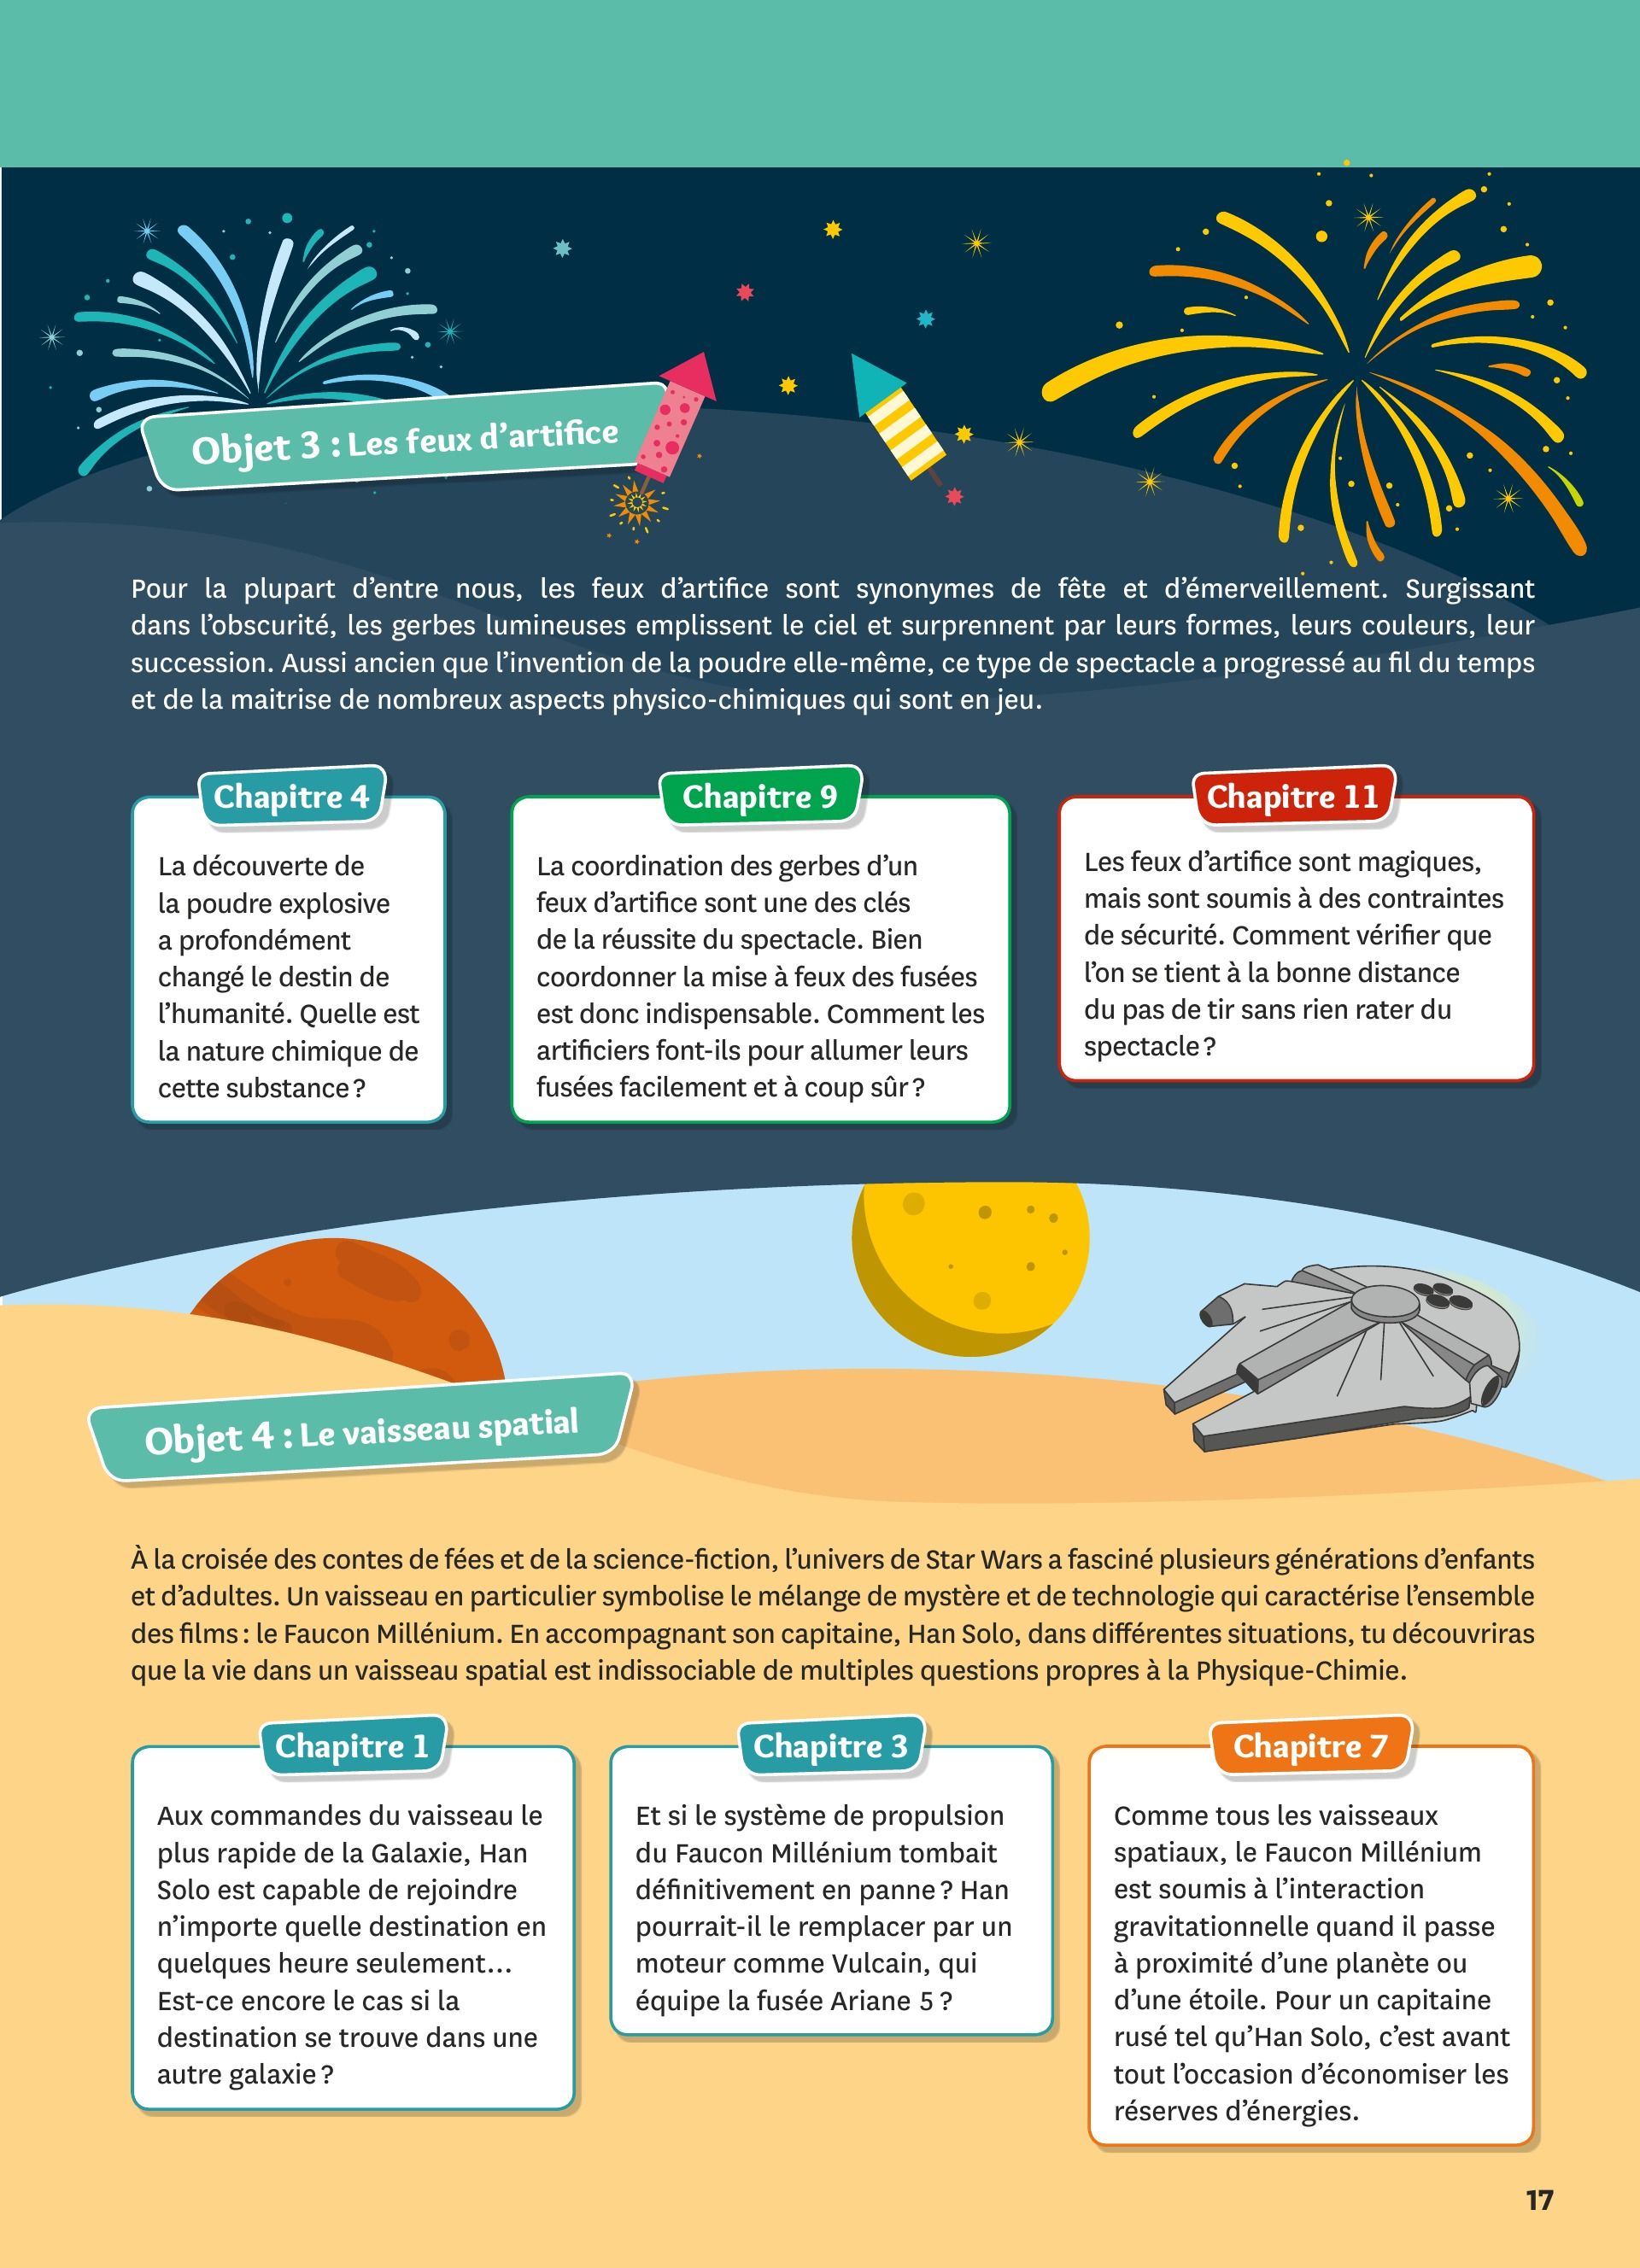 Objet 3 : Les feux d’artifice
Pour la plupart d’entre nous, les feux d’artifice sont synonymes de fête et d’émerveillement. Surgissant
dans l’obscurité, les gerbes lumineuses emplissent le ciel et surprennent par leurs formes, leurs couleurs, leur
succession. Aussi ancien que l’invention de la poudre elle-même, ce type de spectacle a progressé au fil du temps
et de la maitrise de nombreux aspects physico-chimiques qui sont en jeu.
Chapitre 4
La découverte de
la poudre explosive
a profondément
changé le destin de
l’humanité. Quelle est
la nature chimique de
cette substance ?
Chapitre 9
La coordination des gerbes d’un
feux d’artifice sont une des clés
de la réussite du spectacle. Bien
coordonner la mise à feux des fusées
est donc indispensable. Comment les
artificiers font-ils pour allumer leurs
fusées facilement et à coup sûr ?
Chapitre 11
Les feux d’artifice sont magiques,
mais sont soumis à des contraintes
de sécurité. Comment vérifier que
l’on se tient à la bonne distance
du pas de tir sans rien rater du
spectacle ?
Objet 4 : Le vaisseau spatial
À la croisée des contes de fées et de la science-fiction, l’univers de Star Wars a fasciné plusieurs générations d’enfants
et d’adultes. Un vaisseau en particulier symbolise le mélange de mystère et de technologie qui caractérise l’ensemble
des films : le Faucon Millénium. En accompagnant son capitaine, Han Solo, dans différentes situations, tu découvriras
que la vie dans un vaisseau spatial est indissociable de multiples questions propres à la Physique-Chimie.
Chapitre 1
Aux commandes du vaisseau le
plus rapide de la Galaxie, Han
Solo est capable de rejoindre
n’importe quelle destination en
quelques heure seulement...
Est-ce encore le cas si la
destination se trouve dans une
autre galaxie ?
Chapitre 3
Et si le système de propulsion
du Faucon Millénium tombait
définitivement en panne ? Han
pourrait-il le remplacer par un
moteur comme Vulcain, qui
équipe la fusée Ariane 5 ?
Chapitre 7
Comme tous les vaisseaux
spatiaux, le Faucon Millénium
est soumis à l’interaction
gravitationnelle quand il passe
à proximité d’une planète ou
d’une étoile. Pour un capitaine
rusé tel qu’Han Solo, c’est avant
tout l’occasion d’économiser les
réserves d’énergies.
17